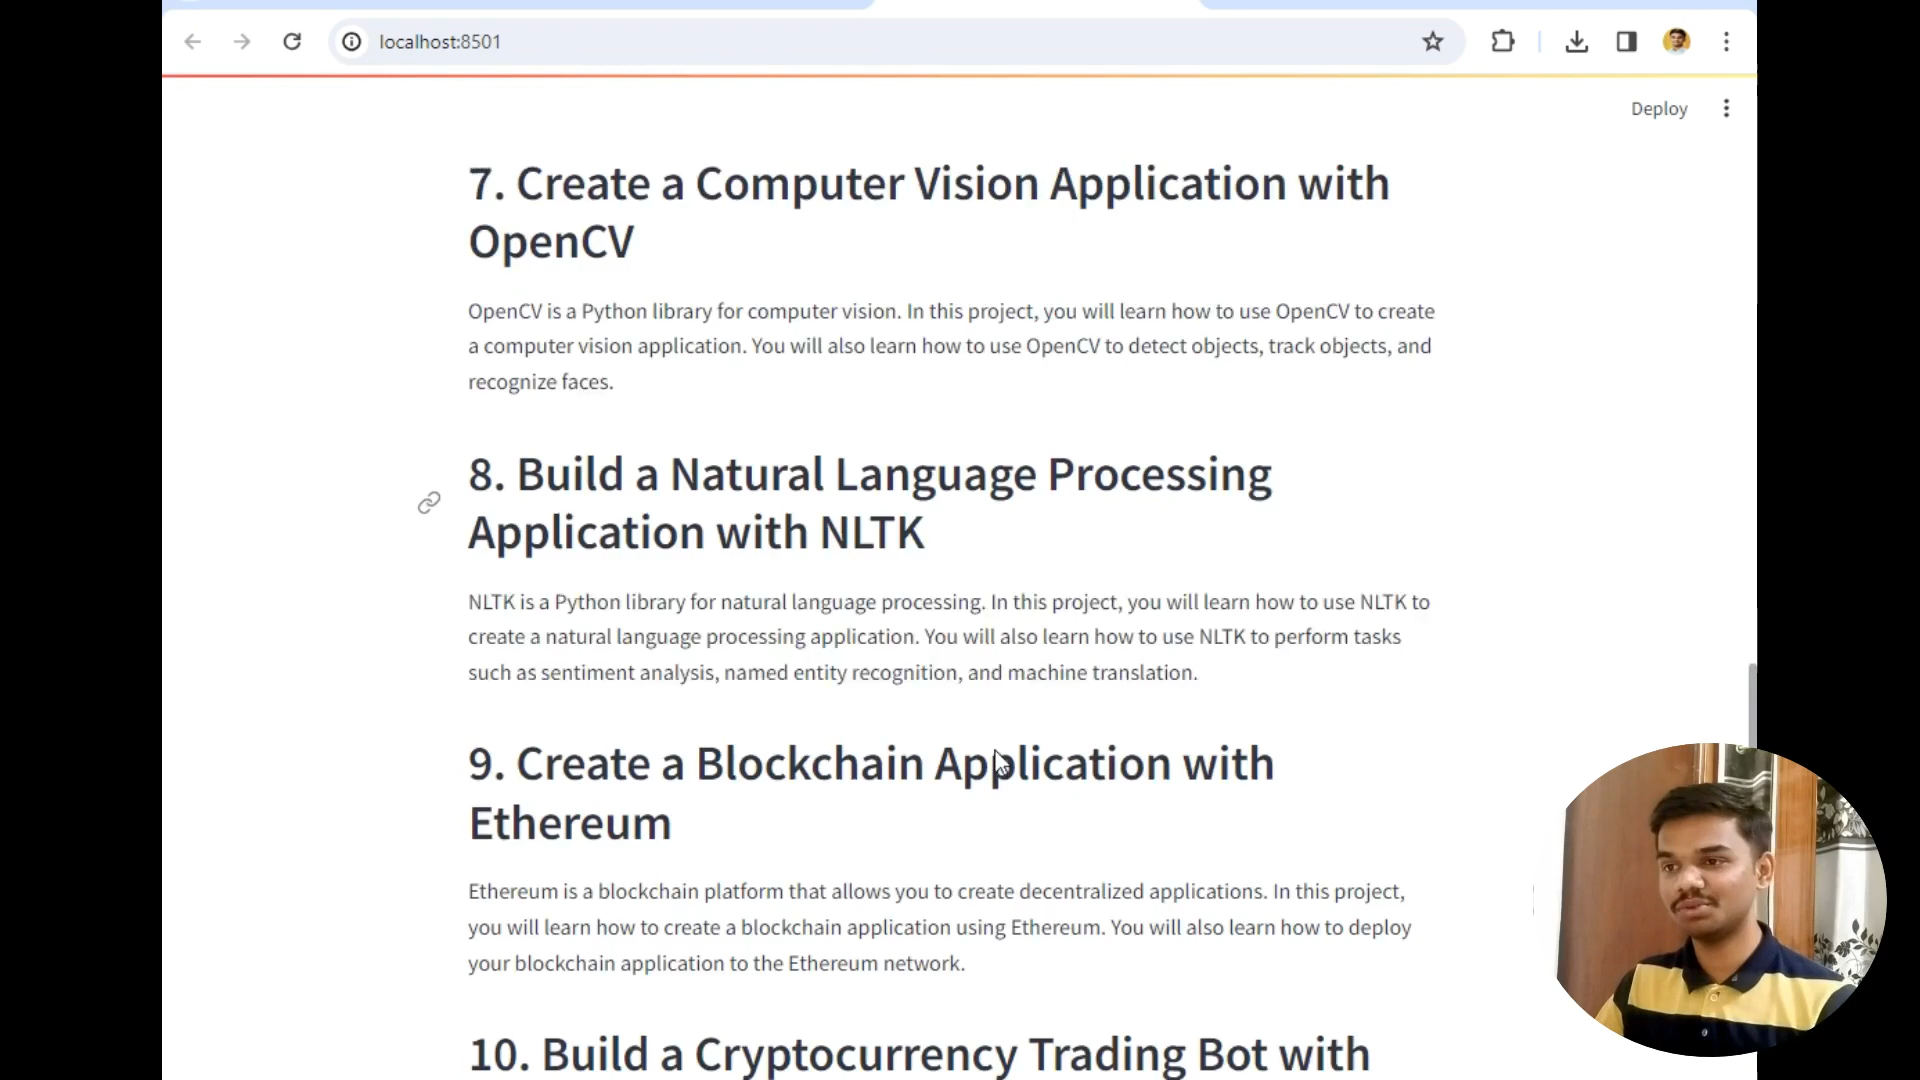 localhost:8501
Deploy
7. Create a Computer Vision Application with
OpenCV
OpenCV is a Python library for computer vision. In this project, you will learn how to use OpenCV to create
a computer vision application. You will also learn how to use OpenCV to detect objects, track objects, and
recognize faces.
8. Build a Natural Language Processing
Application with NLTK
NLTK is a Python library for natural language processing. In this project, you will learn how to use NLTK to
create a natural language processing application. You will also learn how to use NLTK to perform tasks
such as sentiment analysis, named entity recognition, and machine translation.
9. Create a Blockchain Application with
Ethereum
Ethereum is a blockchain platform that allows you to create decentralized applications. In this project,
you will learn how to create a blockchain application using Ethereum. You will also learn how to deploy
your blockchain application to the Ethereum network.
10. Build a Cryptocurrency Trading Bot with